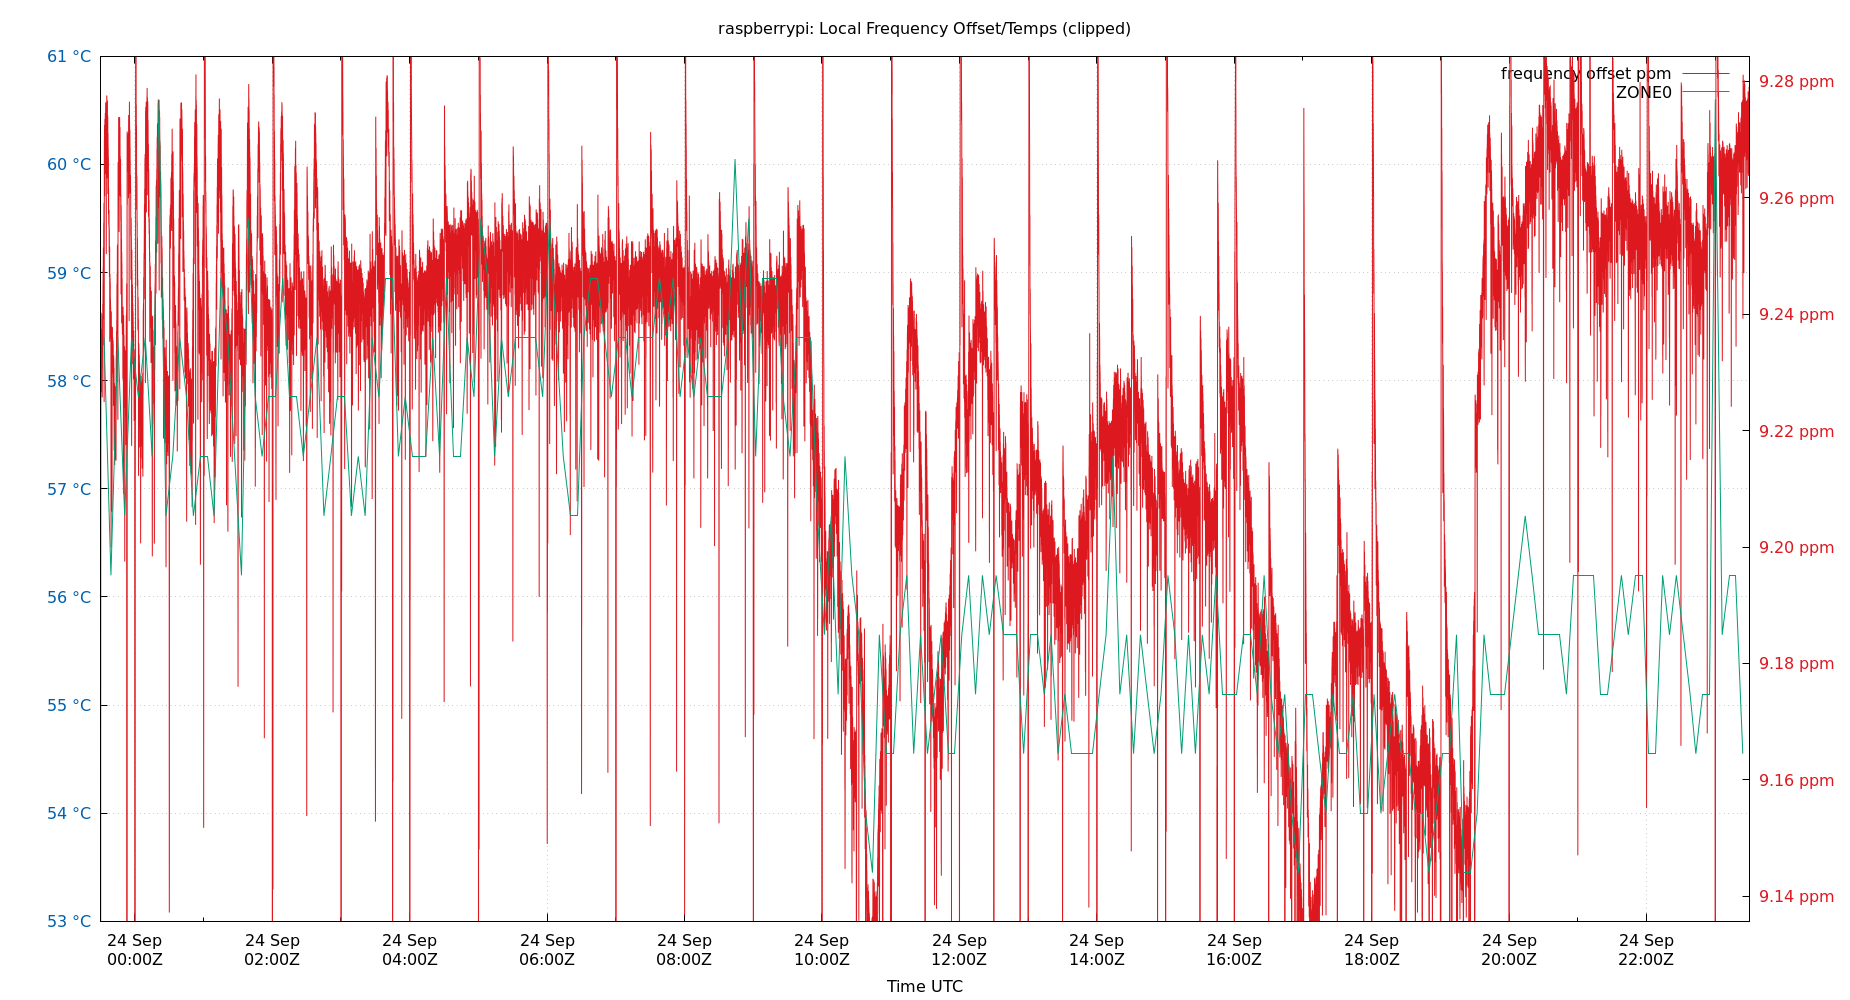 raspberrypi: Local Frequency Offset/Temps (clipped)
61 °C
60 °C
59 °C
58 °C
57 °C
56 °C
55 °C
54 °C
53 °C
frequency offset ppm
ZONE0
9.28 ppm
9.26 ppm
9.24 ppm
9.22 ppm
9.20 ppm
9.18 ppm
9.16 ppm
9.14 ppm
24 Sep 24 Sep 24 Sep 24 Sep 24 Sep 24 Sep 24 Sep 24 Sep 24 Sep 24 Sep 24 Sep 24 Sep
00:00Z 02:00Z 04:00Z 06:00Z 08:00Z 10:00Z 12:00Z 14:00Z 16:00Z 18:00Z 20:00Z 22:00Z
Time UTC